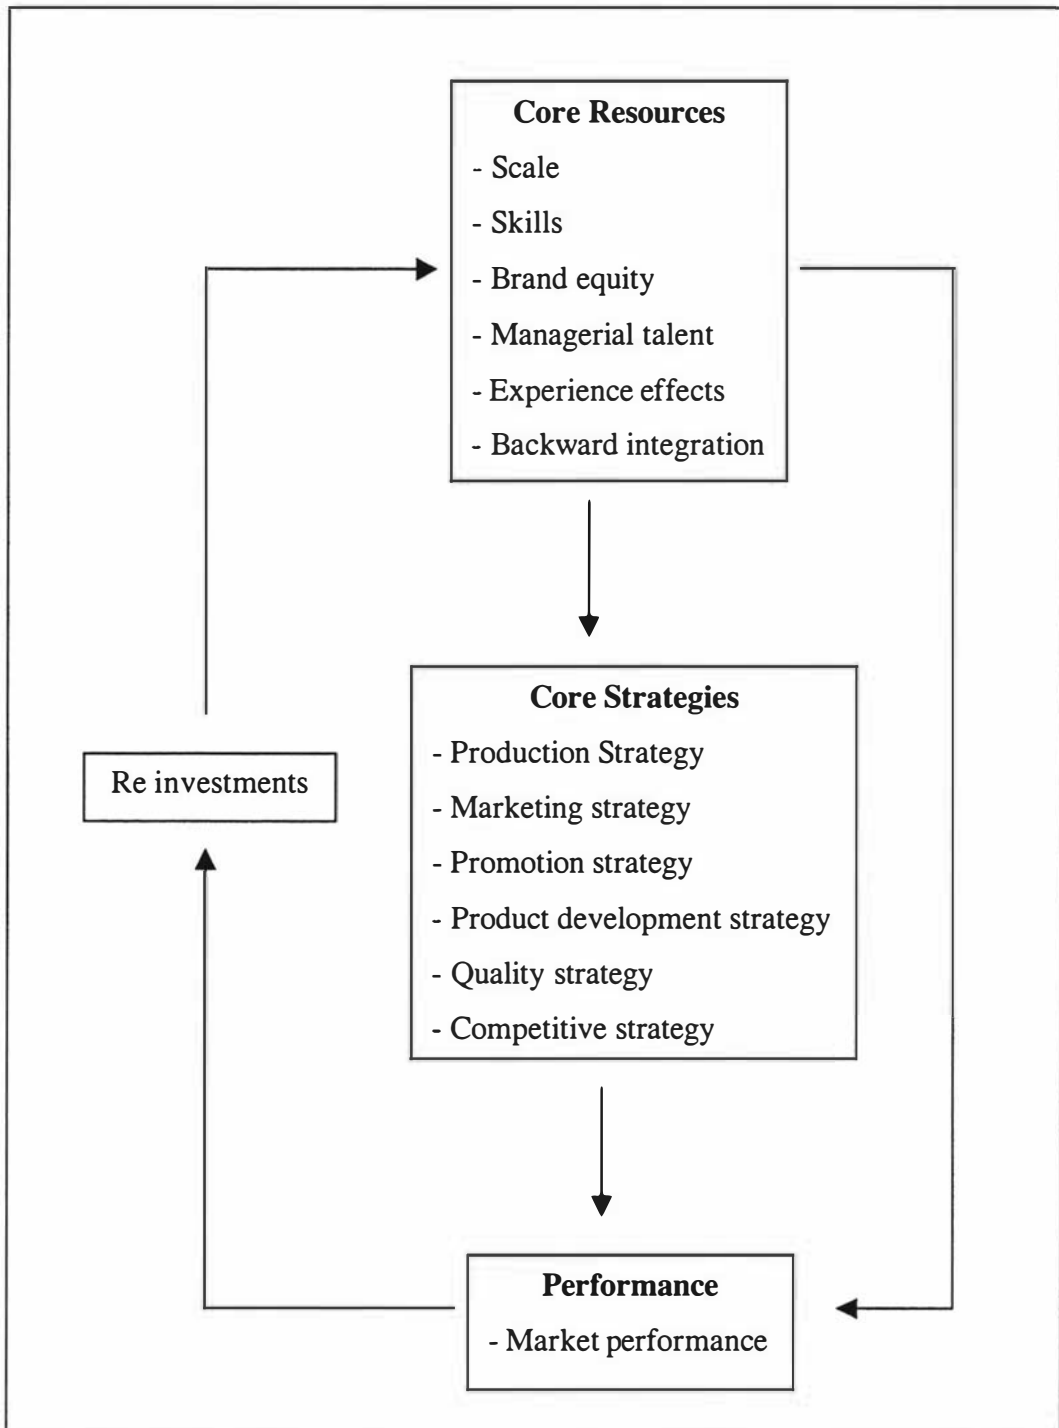 Core Resources
- Scale
- Skills
- Brand equity
- Managerial talent
- Experience effects
- Backward integration
Core Strategies
- Production Strategy
- Marketing strategy
- Promotion strategy
- Product development strategy
- Quality strategy
- Competitive strategy
Re investments
Performance
- Market performance